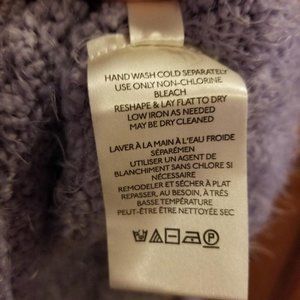 HAND WASH COLD SEPARATELY
USE ONLY NON-CHLORINE
BLEACH
RESHAPE & LAY FLAT TO DRY
LOW IRON AS NEEDED
MAY BE DRY CLEANED
LAVER À LA MAIN À L'EAU FROIDE
SÉPARÉMEN
UTILISER UN AGENT DE
BLANCHIMENT SANS CHLORE SI
NÉCESSAIRE
REMODELER ET SÉCHER À PLAT
REPASSER, AU BESOIN, À TRÈS
BASSE TEMPÉRATURE
PEUT-ÊTRE ÊTRE NETTOYÉE SEC
P